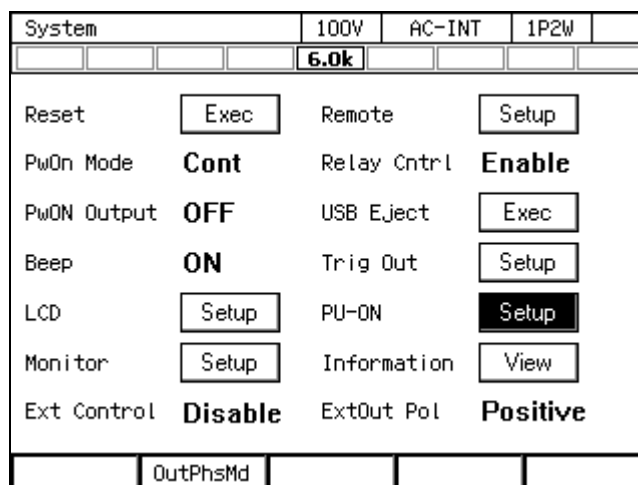 System 100V AC-INT 1P2W
6.0k
Reset Exec Remote Setup
PwOn Mode Cont Relay Cntrl Enable
PwON Output OFF USB Eject Exec
Beep ON Trig Out Setup
LCD Setup PU-ON Setup
Monitor Setup Information View
Ext Control Disable ExtOut Pol Positive
OutPhsMd